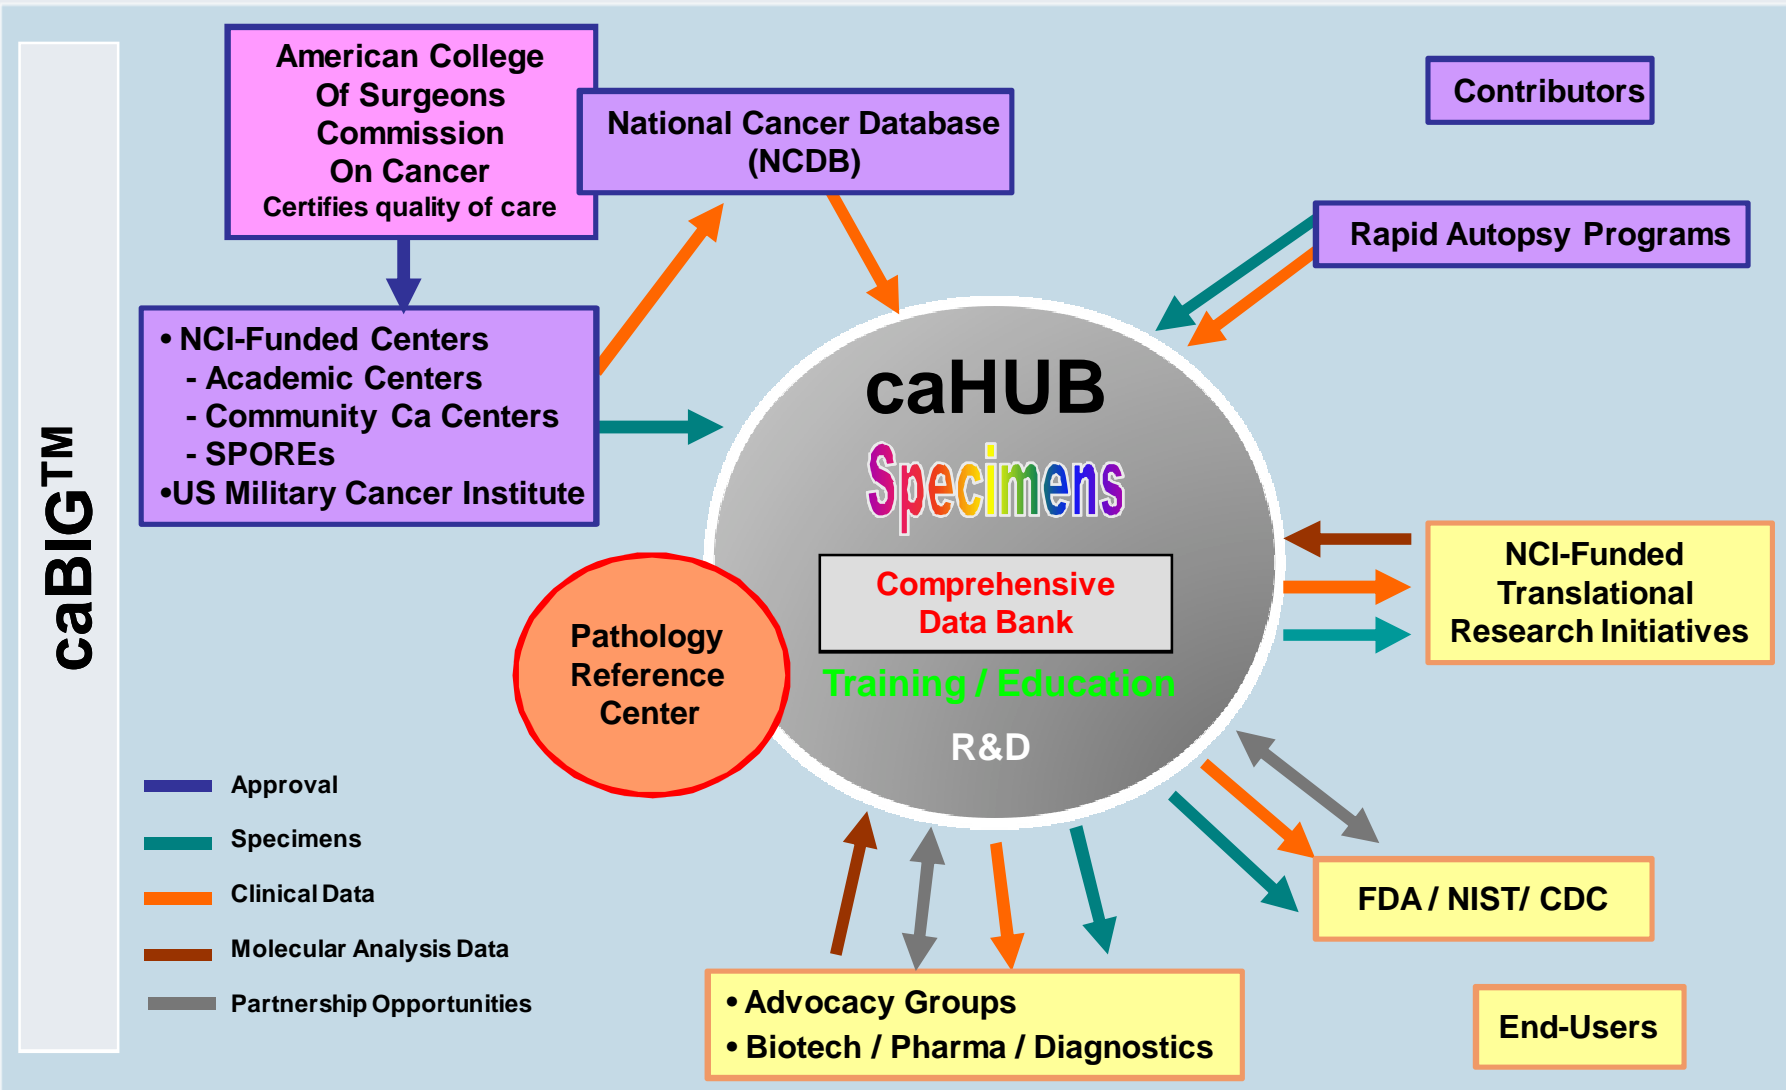 caBIG™
American College
Of Surgeons
Commission
On Cancer
Certifies quality of care
National Cancer Database
(NCDB)
Contributors
Rapid Autopsy Programs
• NCI-Funded Centers
- Academic Centers
- Community Ca Centers
- SPOREs
•US Military Cancer Institute
caHUB
Specimens
Comprehensive
Data Bank
Training / Education
R&D
Pathology
Reference
Center
NCI-Funded
Translational
Research Initiatives
Approval
Specimens
Clinical Data
Molecular Analysis Data
Partnership Opportunities
FDA / NIST/ CDC
• Advocacy Groups
• Biotech / Pharma / Diagnostics
End-Users